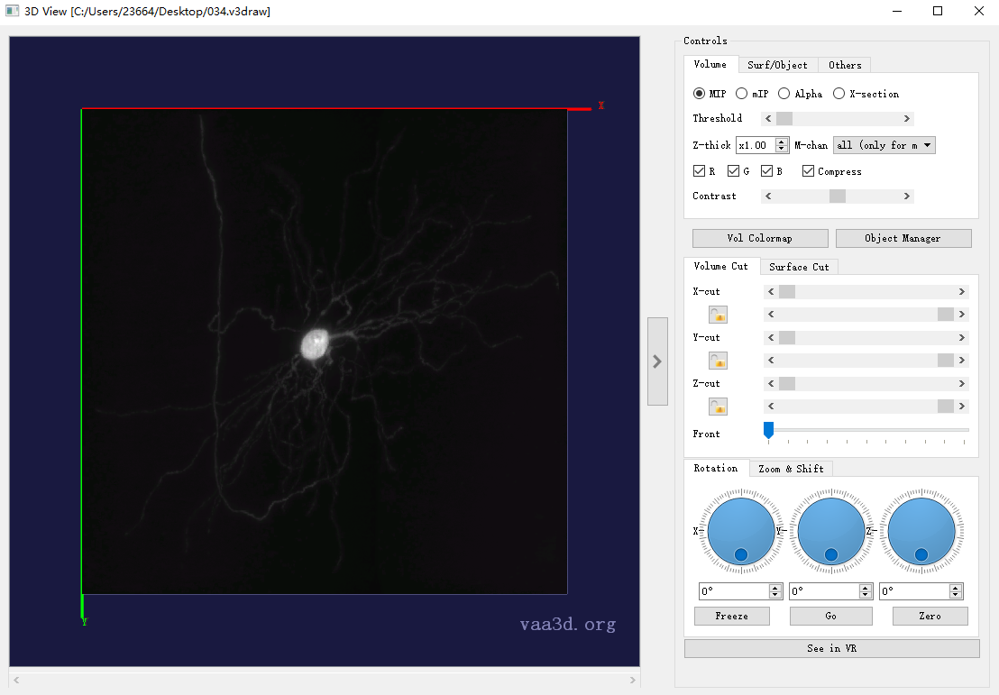 3D View [C:/Users/23664/Desktop/034.v3draw]
Controls
Volume Surf/Object Others
MIP mIP Alpha X-section
Threshold
Z-thick x1.00 M-chan all (only for m
R G B Compress
Contrast
Vol Colormap Object Manager
Volume Cut Surface Cut
X-cut
Y-cut
Z-cut
Front
Rotation Zoom & Shift
X Y Z
0° 0° 0°
Freeze Go Zero
See in VR
X
Y
vaa3d.org